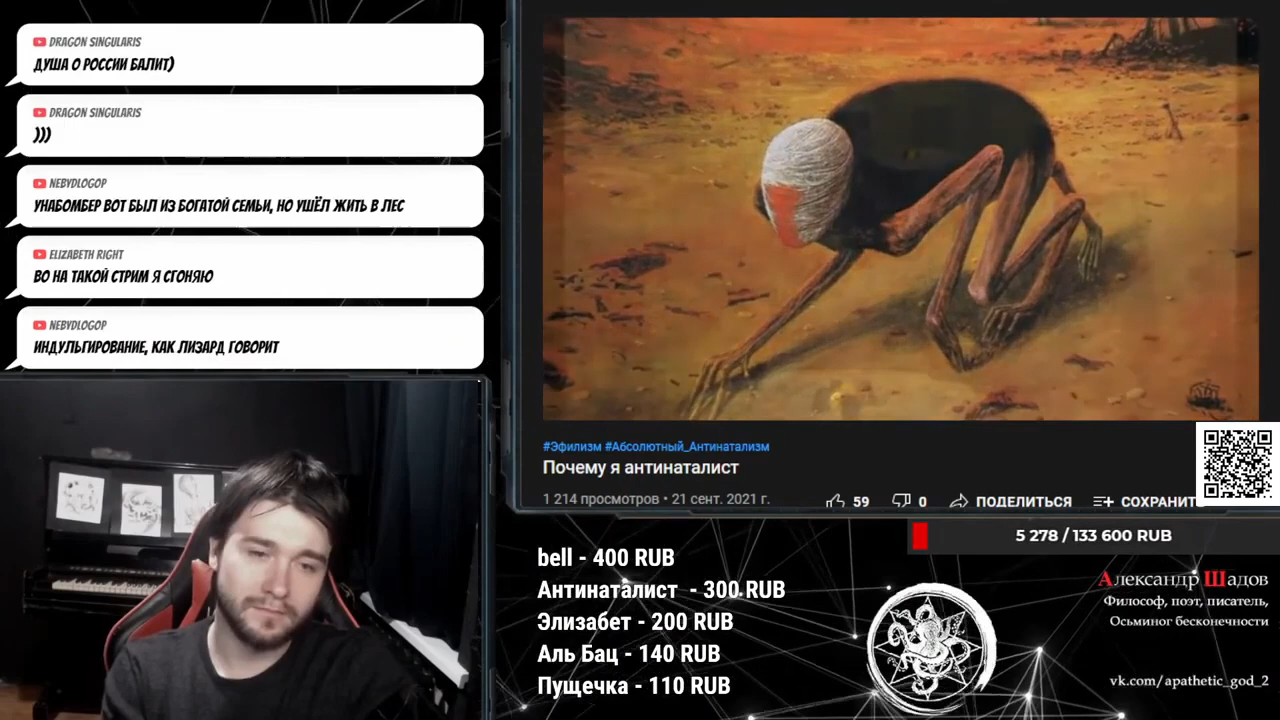 DRAGON SINGULARIS
ДУША О РОССИИ БАЛИТ)
DRAGON SINGULARIS
)))
NEBYDLOGOP
УНАБОМБЕР ВОТ БЫЛ ИЗ БОГАТОЙ СЕМЬИ, НО УШЁЛ ЖИТЬ В ЛЕС
ELIZABETH RIGHT
ВО НА ТАКОЙ СТРИМ Я СГОНЯЮ
NEBYDLOGOP
ИНДУЛЬГИРОВАНИЕ, КАК ЛИЗАРД ГОВОРИТ
#Эфилизм #Абсолютный_Антинатализм
Почему я антинаталист
1 214 просмотров • 21 сент. 2021 г.
59
0
ПОДЕЛИТЬСЯ
СОХРАНИТЬ
5 278 / 133 600 RUB
bell - 400 RUB
Антинаталист - 300 RUB
Элизабет - 200 RUB
Аль Бац - 140 RUB
Пущечка - 110 RUB
Александр Шадов
Философ, поэт, писатель,
Осьминог бесконечности
vk.com/apathetic_god_2